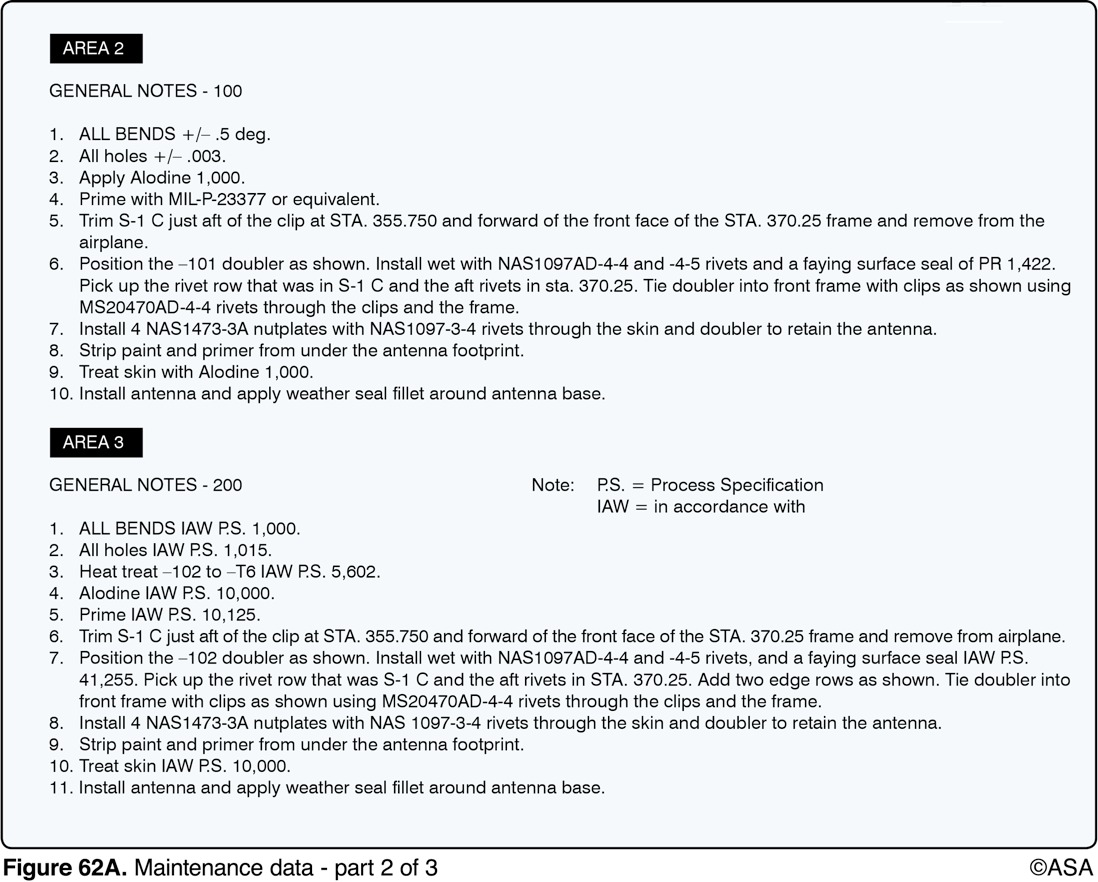 AREA 2
GENERAL NOTES - 100
1. ALL BENDS +/– .5 deg.
2. All holes +/– .003.
3. Apply Alodine 1,000.
4. Prime with MIL-P-23377 or equivalent.
5. Trim S-1 C just aft of the clip at STA. 355.750 and forward of the front face of the STA. 370.25 frame and remove from the
airplane.
6. Position the –101 doubler as shown. Install wet with NAS1097AD-4-4 and -4-5 rivets and a faying surface seal of PR 1,422.
Pick up the rivet row that was in S-1 C and the aft rivets in sta. 370.25. Tie doubler into front frame with clips as shown using
MS20470AD-4-4 rivets through the clips and the frame.
7. Install 4 NAS1473-3A nutplates with NAS1097-3-4 rivets through the skin and doubler to retain the antenna.
8. Strip paint and primer from under the antenna footprint.
9. Treat skin with Alodine 1,000.
10. Install antenna and apply weather seal fillet around antenna base.
AREA 3
GENERAL NOTES - 200 Note: P.S. = Process Specification
IAW = in accordance with
1. ALL BENDS IAW P.S. 1,000.
2. All holes IAW P.S. 1,015.
3. Heat treat –102 to –T6 IAW P.S. 5,602.
4. Alodine IAW P.S. 10,000.
5. Prime IAW P.S. 10,125.
6. Trim S-1 C just aft of the clip at STA. 355.750 and forward of the front face of the STA. 370.25 frame and remove from airplane.
7. Position the –102 doubler as shown. Install wet with NAS1097AD-4-4 and -4-5 rivets, and a faying surface seal IAW P.S.
41,255. Pick up the rivet row that was S-1 C and the aft rivets in STA. 370.25. Add two edge rows as shown. Tie doubler into
front frame with clips as shown using MS20470AD-4-4 rivets through the clips and the frame.
8. Install 4 NAS1473-3A nutplates with NAS 1097-3-4 rivets through the skin and doubler to retain the antenna.
9. Strip paint and primer from under the antenna footprint.
10. Treat skin IAW P.S. 10,000.
11. Install antenna and apply weather seal fillet around antenna base.
Figure 62A. Maintenance data - part 2 of 3 ©ASA